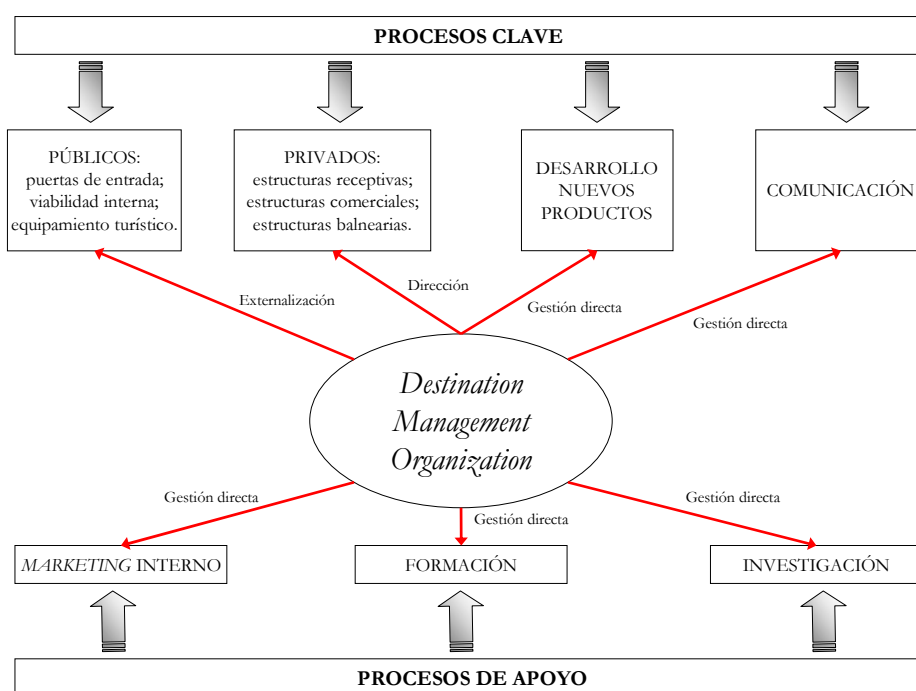 PROCESOS CLAVE
PÚBLICOS:
puertas de entrada;
viabilidad interna;
equipamiento turístico.
PRIVADOS:
estructuras receptivas;
estructuras comerciales;
estructuras balnearias.
DESARROLLO
NUEVOS
PRODUCTOS
COMUNICACIÓN
Externalización
Dirección
Gestión directa
Gestión directa
Destination
Management
Organization
Gestión directa
Gestión directa
Gestión directa
MARKETING INTERNO
FORMACIÓN
INVESTIGACIÓN
PROCESOS DE APOYO